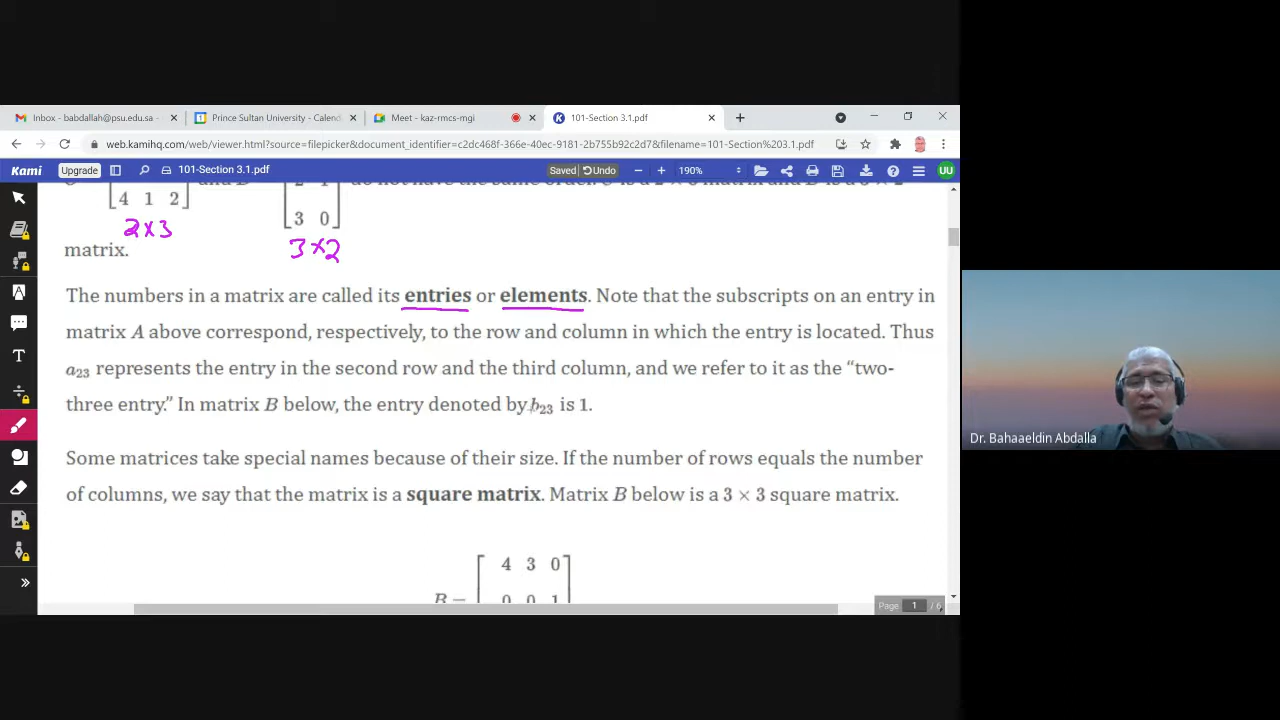 Inbox - babdallah@psu.edu.sa -
Prince Sultan University - Calend
Meet - kaz-rmcs-mgi
101-Section 3.1.pdf
web.kamihq.com/web/viewer.html?source=filepicker&document_identifier=c2dc468f-366e-40ec-9181-2b755b92c2d7&filename=101-Section%203.1.pdf
Kami Upgrade 101-Section 3.1.pdf Saved Undo 190% UU
4 1 2
3 0
2×3
3×2
matrix.
The numbers in a matrix are called its entries or elements. Note that the subscripts on an entry in
matrix A above correspond, respectively, to the row and column in which the entry is located. Thus
a₂₃ represents the entry in the second row and the third column, and we refer to it as the “two-
three entry.” In matrix B below, the entry denoted by b₂₃ is 1.
Some matrices take special names because of their size. If the number of rows equals the number
of columns, we say that the matrix is a square matrix. Matrix B below is a 3 × 3 square matrix.
4 3 0
B =
0 0 1
Page 1 / 6
Dr. Bahaaeldin Abdalla